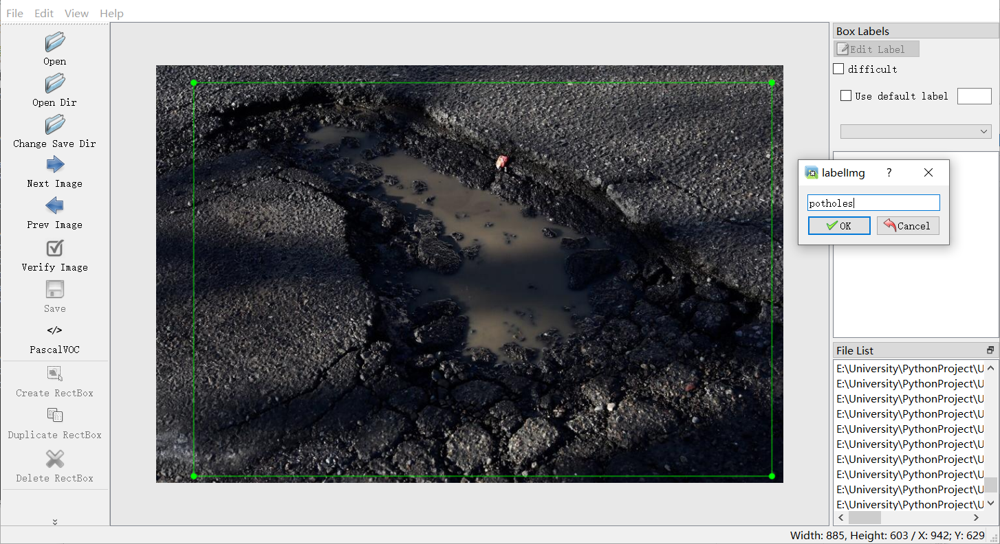 File Edit View Help
Open
Open Dir
Change Save Dir
Next Image
Prev Image
Verify Image
Save
</>
PascalVOC
Create RectBox
Duplicate RectBox
Delete RectBox
Box Labels
Edit Label
difficult
Use default label
labelImg ? 
potholes
OK Cancel
File List
E:\University\PythonProject\U
E:\University\PythonProject\U
E:\University\PythonProject\U
E:\University\PythonProject\U
E:\University\PythonProject\U
E:\University\PythonProject\U
E:\University\PythonProject\U
E:\University\PythonProject\U
E:\University\PythonProject\U
E:\University\PythonProject\U
Width: 885, Height: 603 / X: 942; Y: 629